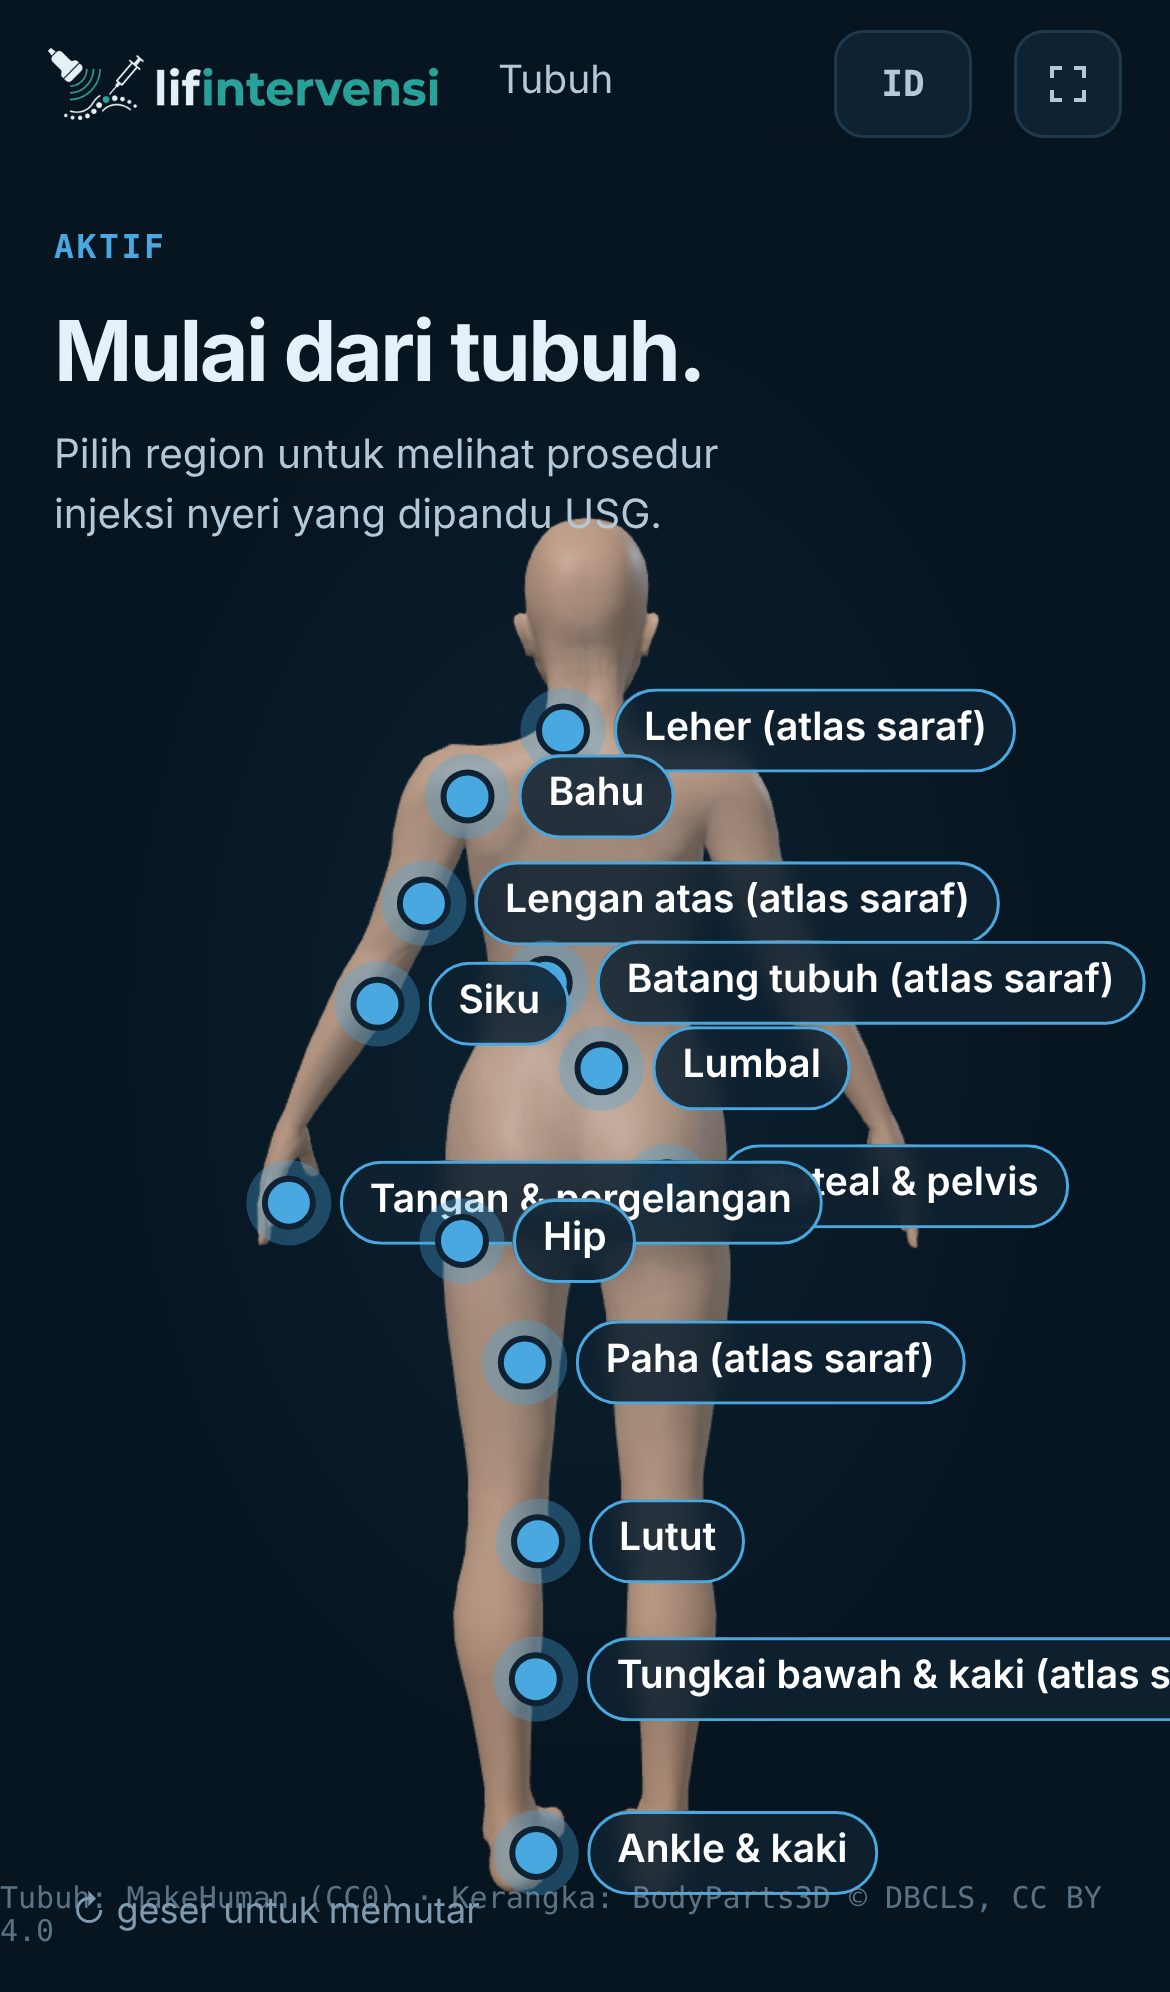 lifintervensi
Tubuh
ID
AKTIF
Mulai dari tubuh.
Pilih region untuk melihat prosedur
injeksi nyeri yang dipandu USG.
Leher (atlas saraf)
Bahu
Lengan atas (atlas saraf)
Batang tubuh (atlas saraf)
Siku
Lumbal
teal & pelvis
Tangan & pergelangan
Hip
Paha (atlas saraf)
Lutut
Tungkai bawah & kaki (atlas s
Ankle & kaki
Tubuh: MakeHuman (CC0) · Kerangka: BodyParts3D © DBCLS, CC BY
4.0
geser untuk memutar